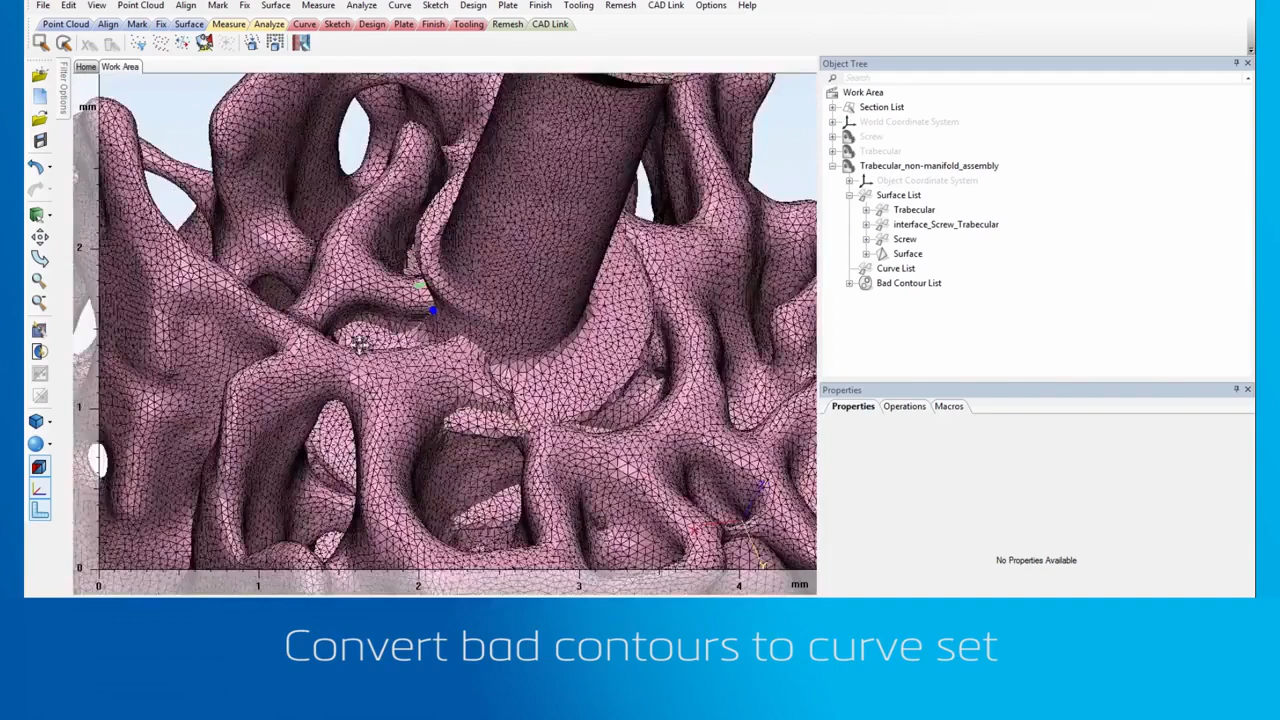 File Edit View Point Cloud Align Mark Fix Surface Measure Analyze Curve Sketch Design Plate Finish Tooling Remesh CAD Link Options Help
Point Cloud Align Mark Fix Surface Measure Analyze Curve Sketch Design Plate Finish Tooling Remesh CAD Link
Home Work Area
Filter Options
mm
2
1
0
0 1 2 3 4 mm
Object Tree
Search
Work Area
Section List
World Coordinate System
Screw
Trabecular
Trabecular_non-manifold_assembly
Object Coordinate System
Surface List
Trabecular
interface_Screw_Trabecular
Screw
Surface
Curve List
Bad Contour List
Properties
Properties Operations Macros
No Properties Available
Convert bad contours to curve set